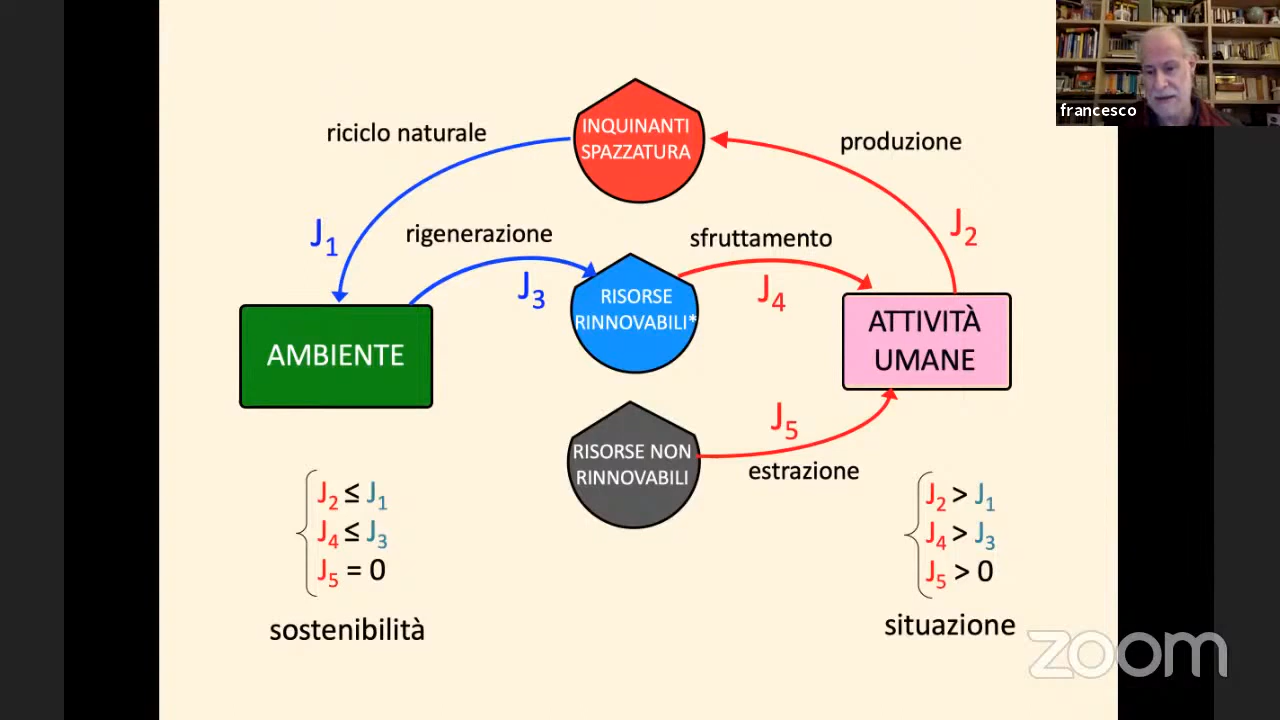 francesco
INQUINANTI
SPAZZATURA
riciclo naturale
produzione
J1
rigenerazione
sfruttamento
J2
J3
RISORSE
RINNOVABILI*
J4
AMBIENTE
ATTIVITÀ
UMANE
RISORSE NON
RINNOVABILI
J5
estrazione
J2 ≤ J1
J4 ≤ J3
J5 = 0
sostenibilità
J2 > J1
J4 > J3
J5 > 0
situazione
zoom